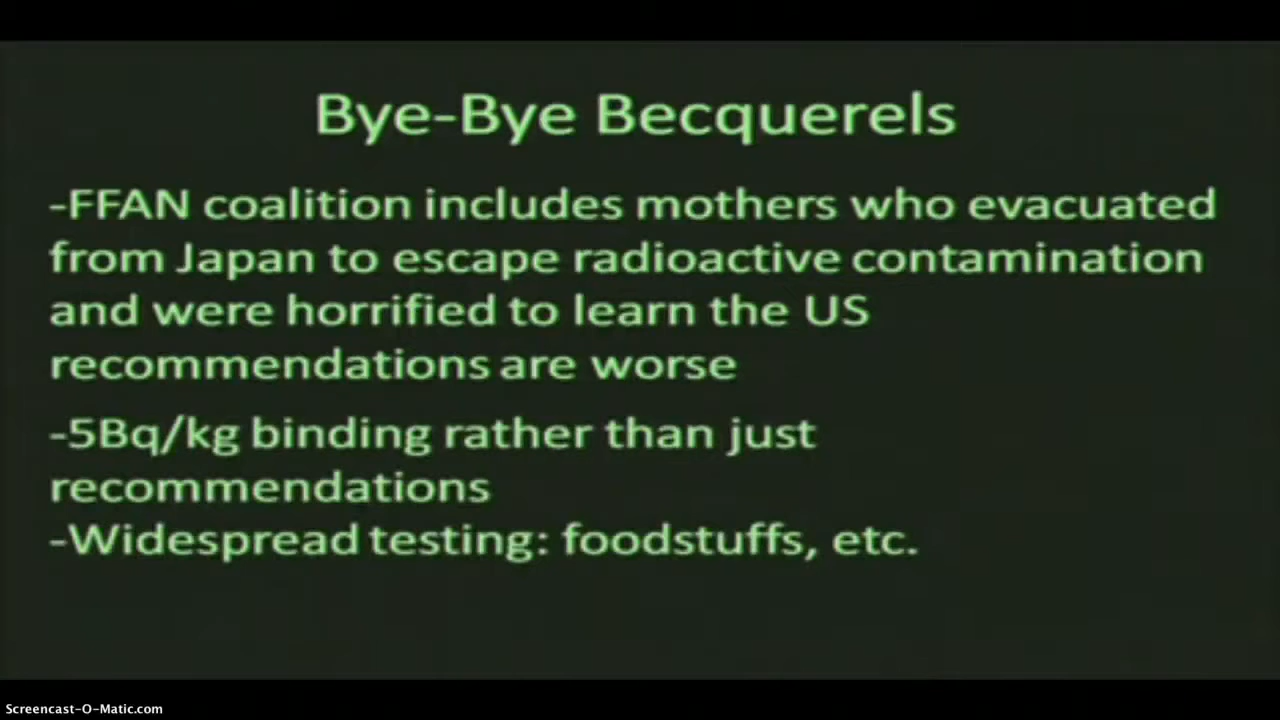 Bye-Bye Becquerels
-FFAN coalition includes mothers who evacuated
from Japan to escape radioactive contamination
and were horrified to learn the US
recommendations are worse
-5Bq/kg binding rather than just
recommendations
-Widespread testing: foodstuffs, etc.
Screencast-O-Matic.com